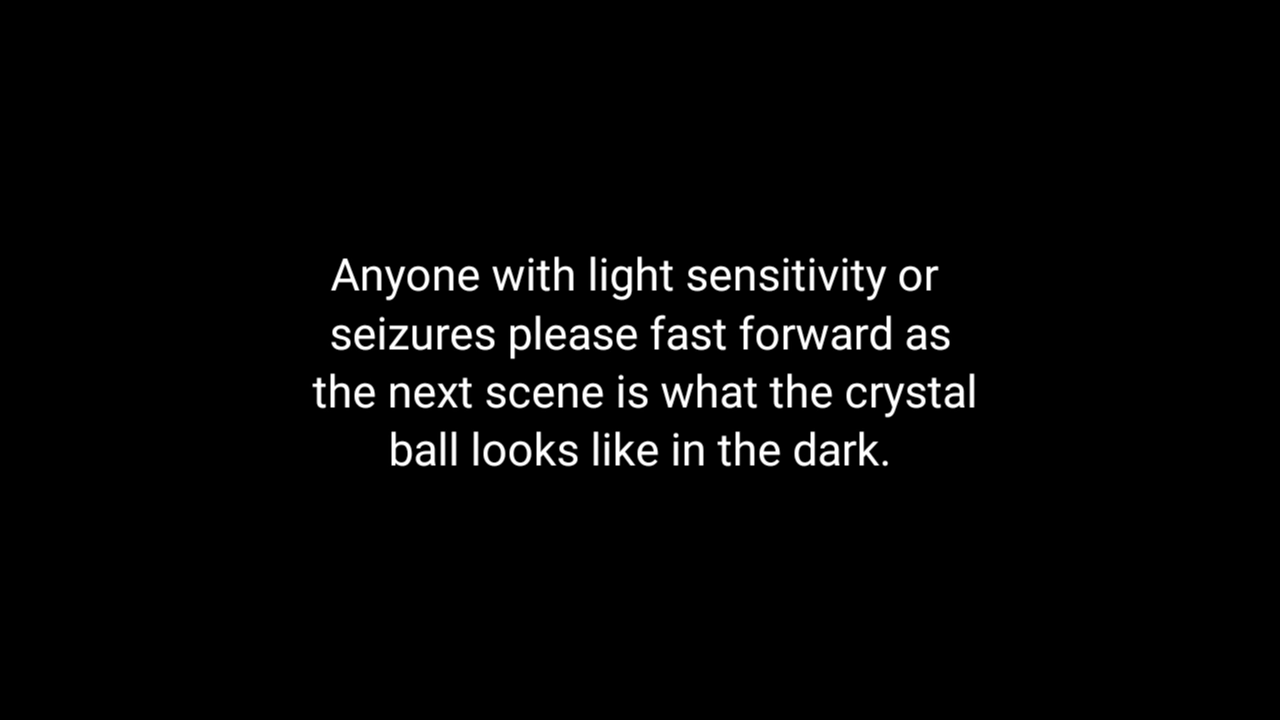 Anyone with light sensitivity or
seizures please fast forward as
the next scene is what the crystal
ball looks like in the dark.